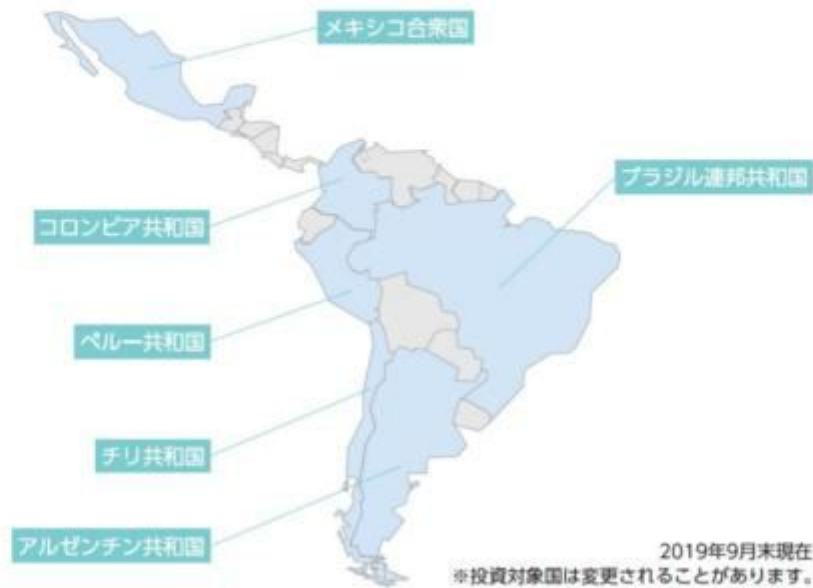 メキシコ合衆国
ブラジル連邦共和国
コロンビア共和国
ペルー共和国
チリ共和国
アルゼンチン共和国
2019年9月末現在
※投資対象国は変更されることがあります。